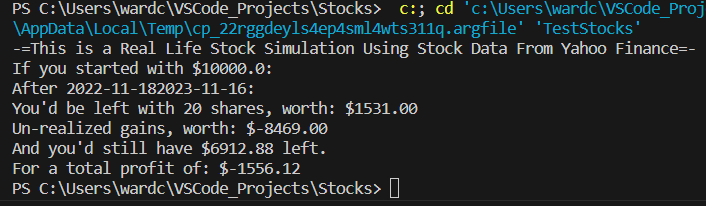 PS C:\Users\wardc\VSCode_Projects\Stocks>  c:; cd 'c:\Users\wardc\VSCode_Proj
\AppData\Local\Temp\cp_22rggdeyls4ep4sml4wts311q.argfile' 'TestStocks'
-=This is a Real Life Stock Simulation Using Stock Data From Yahoo Finance=-
If you started with $10000.0:
After 2022-11-182023-11-16:
You'd be left with 20 shares, worth: $1531.00
Un-realized gains, worth: $-8469.00
And you'd still have $6912.88 left.
For a total profit of: $-1556.12
PS C:\Users\wardc\VSCode_Projects\Stocks>